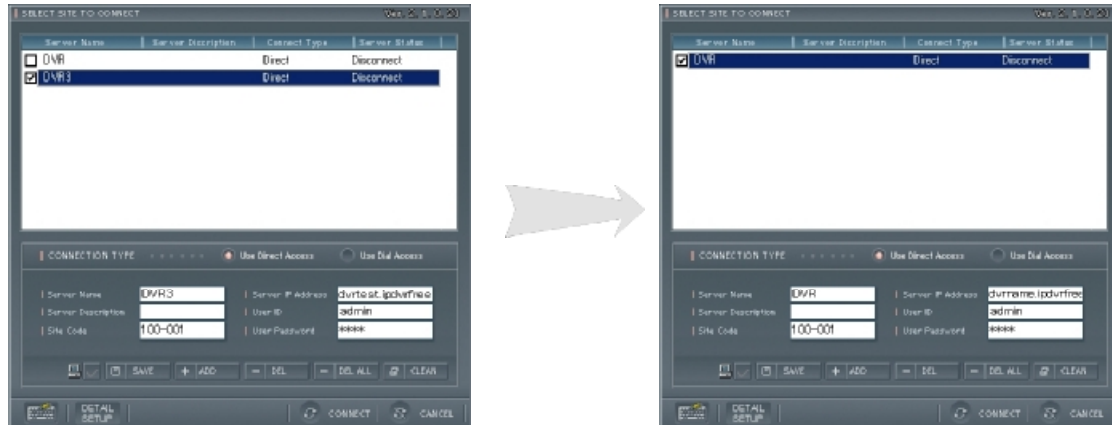 SELECT SITE TO CONNECT
Server Name Server Discription Connect Type Server Status
DVR Direct Disconnect
DVR3 Direct Disconnect
CONNECTION TYPE Use Direct Access Use Dial Access
Server Name DVR3 Server IP Address dvrtest.ipdvrfree
Server Description User ID admin
Site Code 100-001 User Password ****
SAVE + ADD - DEL - DEL ALL CLEAR
DETAIL SETUP CONNECT CANCEL
SELECT SITE TO CONNECT
Server Name Server Discription Connect Type Server Status
DVR Direct Disconnect
CONNECTION TYPE Use Direct Access Use Dial Access
Server Name DVR Server IP Address dvrname.ipdvrfree
Server Description User ID admin
Site Code 100-001 User Password ****
SAVE + ADD - DEL - DEL ALL CLEAR
DETAIL SETUP CONNECT CANCEL